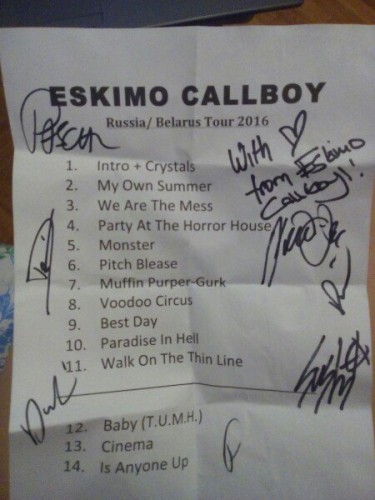 ESKIMO CALLBOY
Russia/ Belarus Tour 2016
With ♡
from Eskimo
Callboy!!
1. Intro + Crystals
2. My Own Summer
3. We Are The Mess
4. Party At The Horror House
5. Monster
6. Pitch Blease
7. Muffin Purper-Gurk
8. Voodoo Circus
9. Best Day
10. Paradise In Hell
11. Walk On The Thin Line
12. Baby (T.U.M.H.)
13. Cinema
14. Is Anyone Up